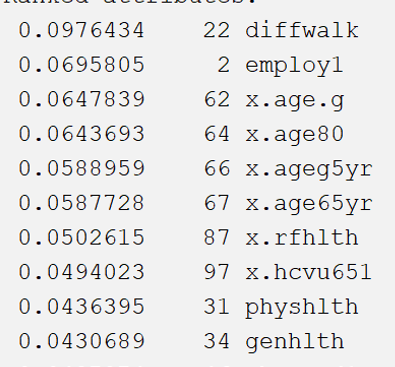 Ranked attributes:
0.0976434 22 diffwalk
0.0695805 2 employ1
0.0647839 62 x.age.g
0.0643693 64 x.age80
0.0588959 66 x.ageg5yr
0.0587728 67 x.age65yr
0.0502615 87 x.rfhlth
0.0494023 97 x.hcvu651
0.0436395 31 physhlth
0.0430689 34 genhlth